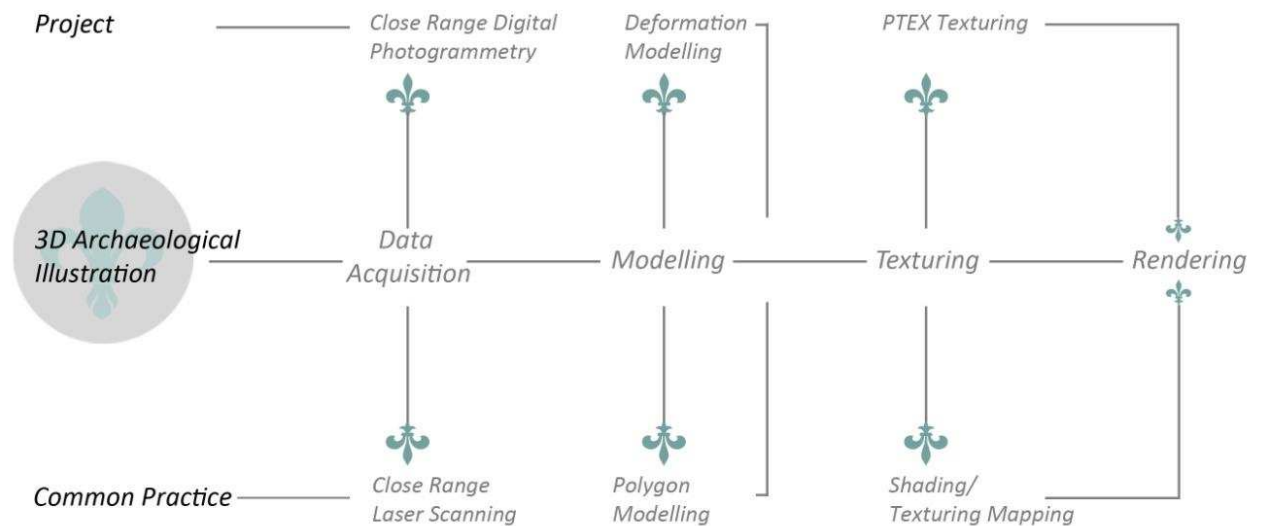 Project
Close Range Digital
Photogrammetry
Deformation
Modelling
PTEX Texturing
3D Archaeological
Illustration
Data
Acquisition
Modelling
Texturing
Rendering
Common Practice
Close Range
Laser Scanning
Polygon
Modelling
Shading/
Texturing Mapping